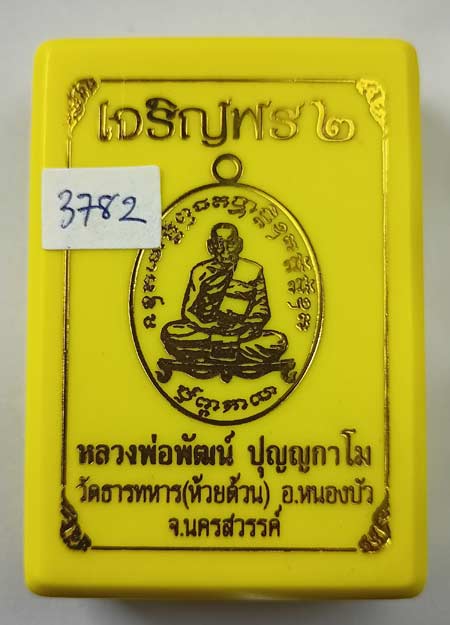 เจริญพร ๒
3782
หลวงพ่อพัฒน์ ปุญญกาโม
วัดธารทหาร(ห้วยด้วน) อ.หนองบัว
จ.นครสวรรค์